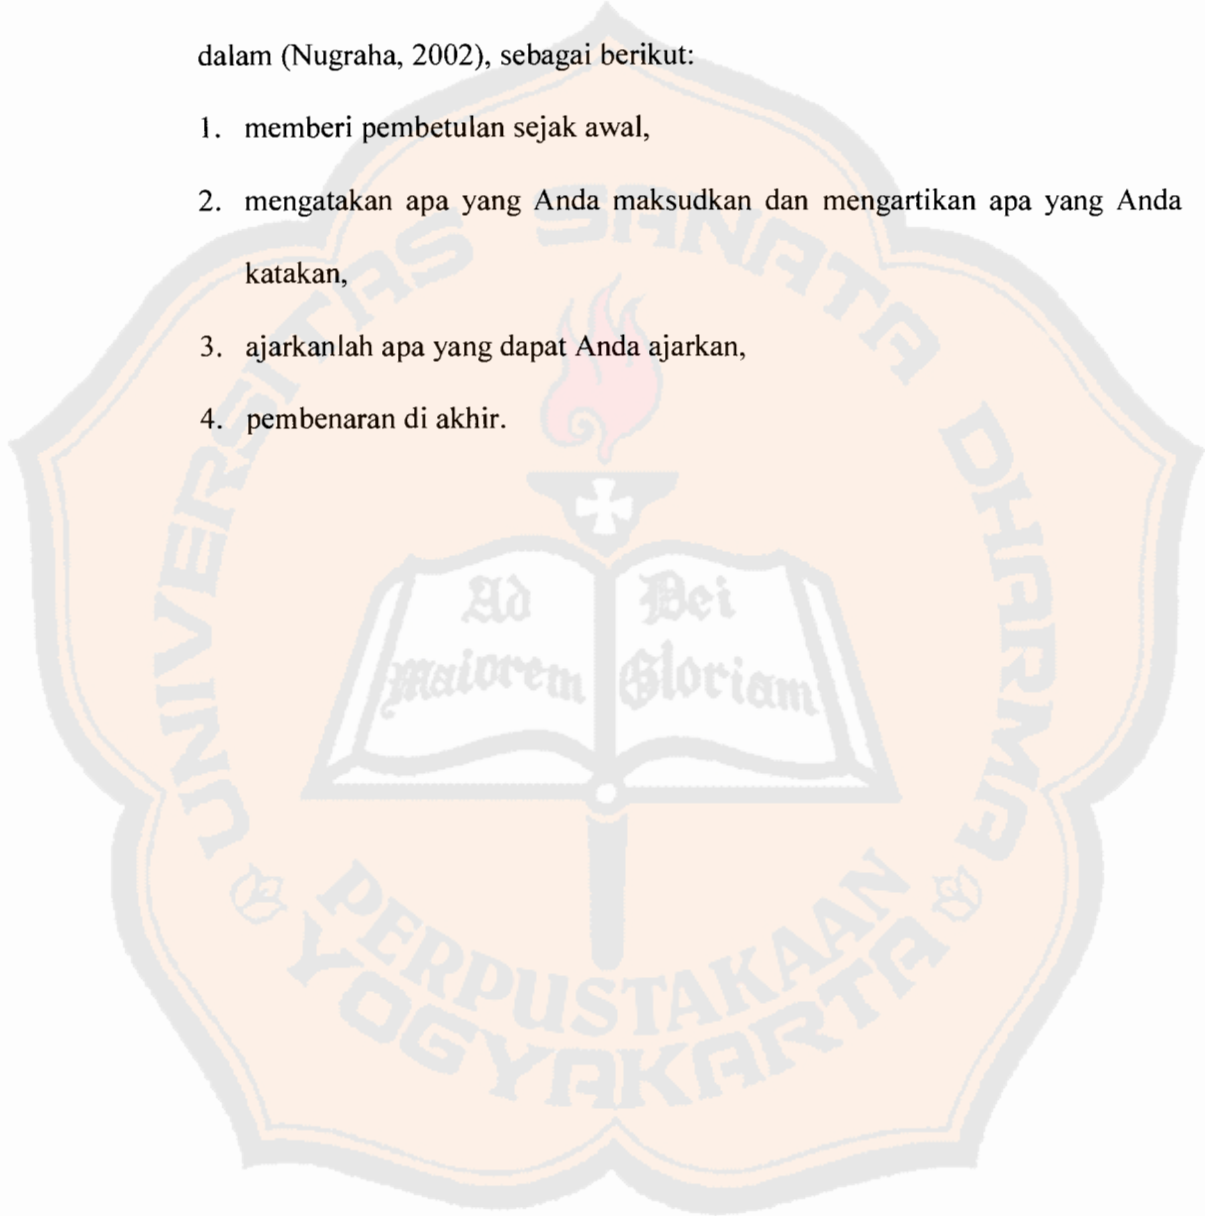 dalam (Nugraha, 2002), sebagai berikut:
1. memberi pembetulan sejak awal,
2. mengatakan apa yang Anda maksudkan dan mengartikan apa yang Anda
katakan,
3. ajarkanlah apa yang dapat Anda ajarkan,
4. pembenaran di akhir.
UNIVERSITAS SANATA DHARMA
Ad Dei
maiorem Gloriam
PERPUSTAKAAN
YOGYAKARTA